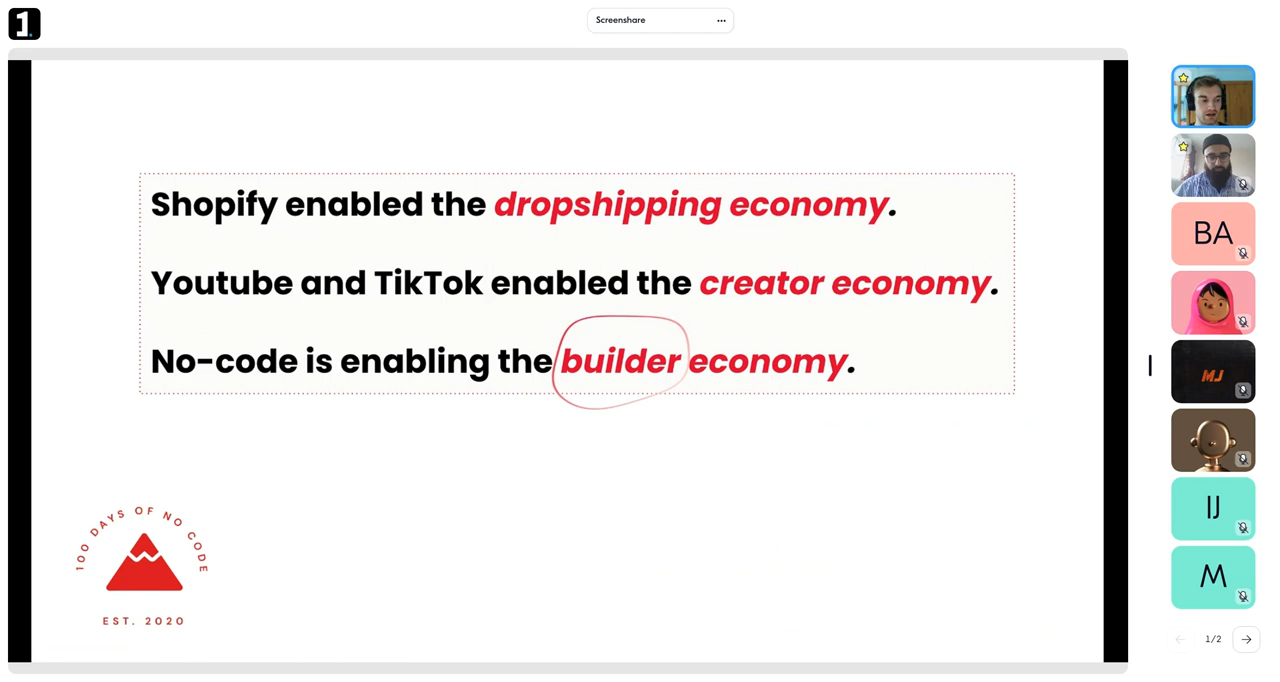 1.
Screenshare
Shopify enabled the dropshipping economy.
Youtube and TikTok enabled the creator economy.
No-code is enabling the builder economy.
100 DAYS OF NO CODE
EST. 2020
BA
MJ
IJ
M
1/2